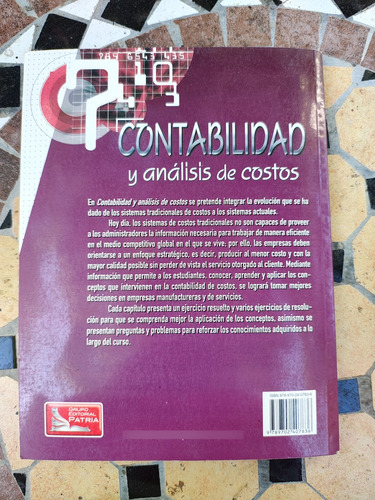 789 6543 435
CONTABILIDAD
y análisis de costos
En Contabilidad y análisis de costos se pretende integrar la evolución que se ha
dado de los sistemas tradicionales de costos a los sistemas actuales.
Hoy día, los sistemas de costos tradicionales no son capaces de proveer
a los administradores la información necesaria para trabajar de manera eficiente
en el medio competitivo global en el que se vive; por ello, las empresas deben
orientarse a un enfoque estratégico, es decir, producir al menor costo y con la
mayor calidad posible sin perder de vista el servicio otorgado al cliente. Mediante
información que permite a los estudiantes, conocer, aprender y aplicar los con-
ceptos que intervienen en la contabilidad de costos, se logrará tomar mejores
decisiones en empresas manufactureras y de servicios.
Cada capítulo presenta un ejercicio resuelto y varios ejercicios de resolu-
ción para que se comprenda mejor la aplicación de los conceptos, asimismo se
presentan preguntas y problemas para reforzar los conocimientos adquiridos a lo
largo del curso.
GRUPO
EDITORIAL
PATRIA